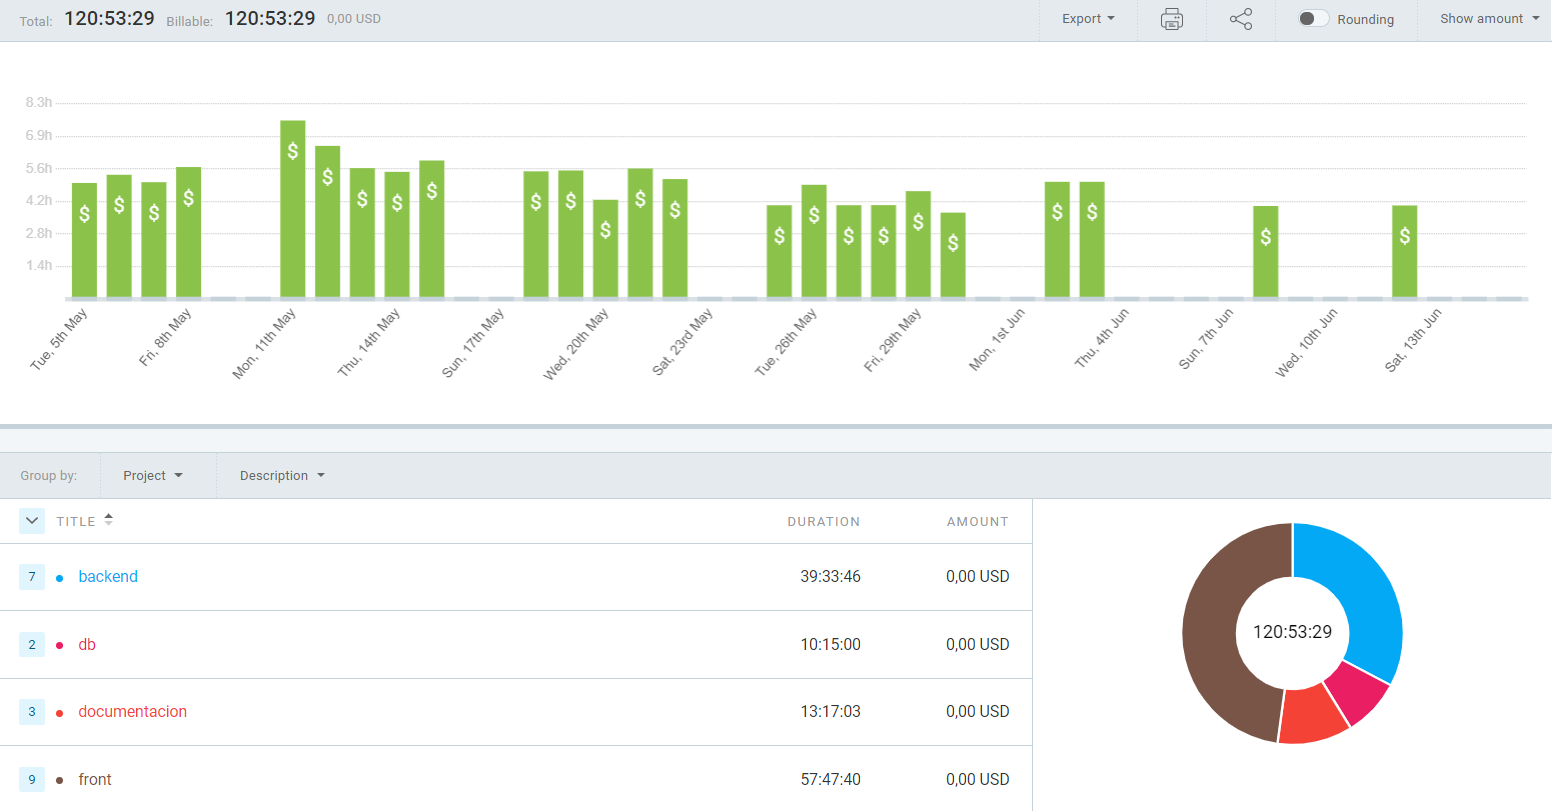 Total: 120:53:29 Billable: 120:53:29 0,00 USD Export Rounding Show amount
8.3h
6.9h
5.6h
4.2h
2.8h
1.4h
$ $ $ $ $ $ $ $ $ $ $ $ $ $ $ $ $ $ $ $ $ $ $ $
Tue, 5th May Fri, 8th May Mon, 11th May Thu, 14th May Sun, 17th May Wed, 20th May Sat, 23rd May Tue, 26th May Fri, 29th May Mon, 1st Jun Thu, 4th Jun Sun, 7th Jun Wed, 10th Jun Sat, 13th Jun
Group by: Project Description
TITLE DURATION AMOUNT
7 backend 39:33:46 0,00 USD
2 db 10:15:00 0,00 USD
3 documentacion 13:17:03 0,00 USD
9 front 57:47:40 0,00 USD
120:53:29